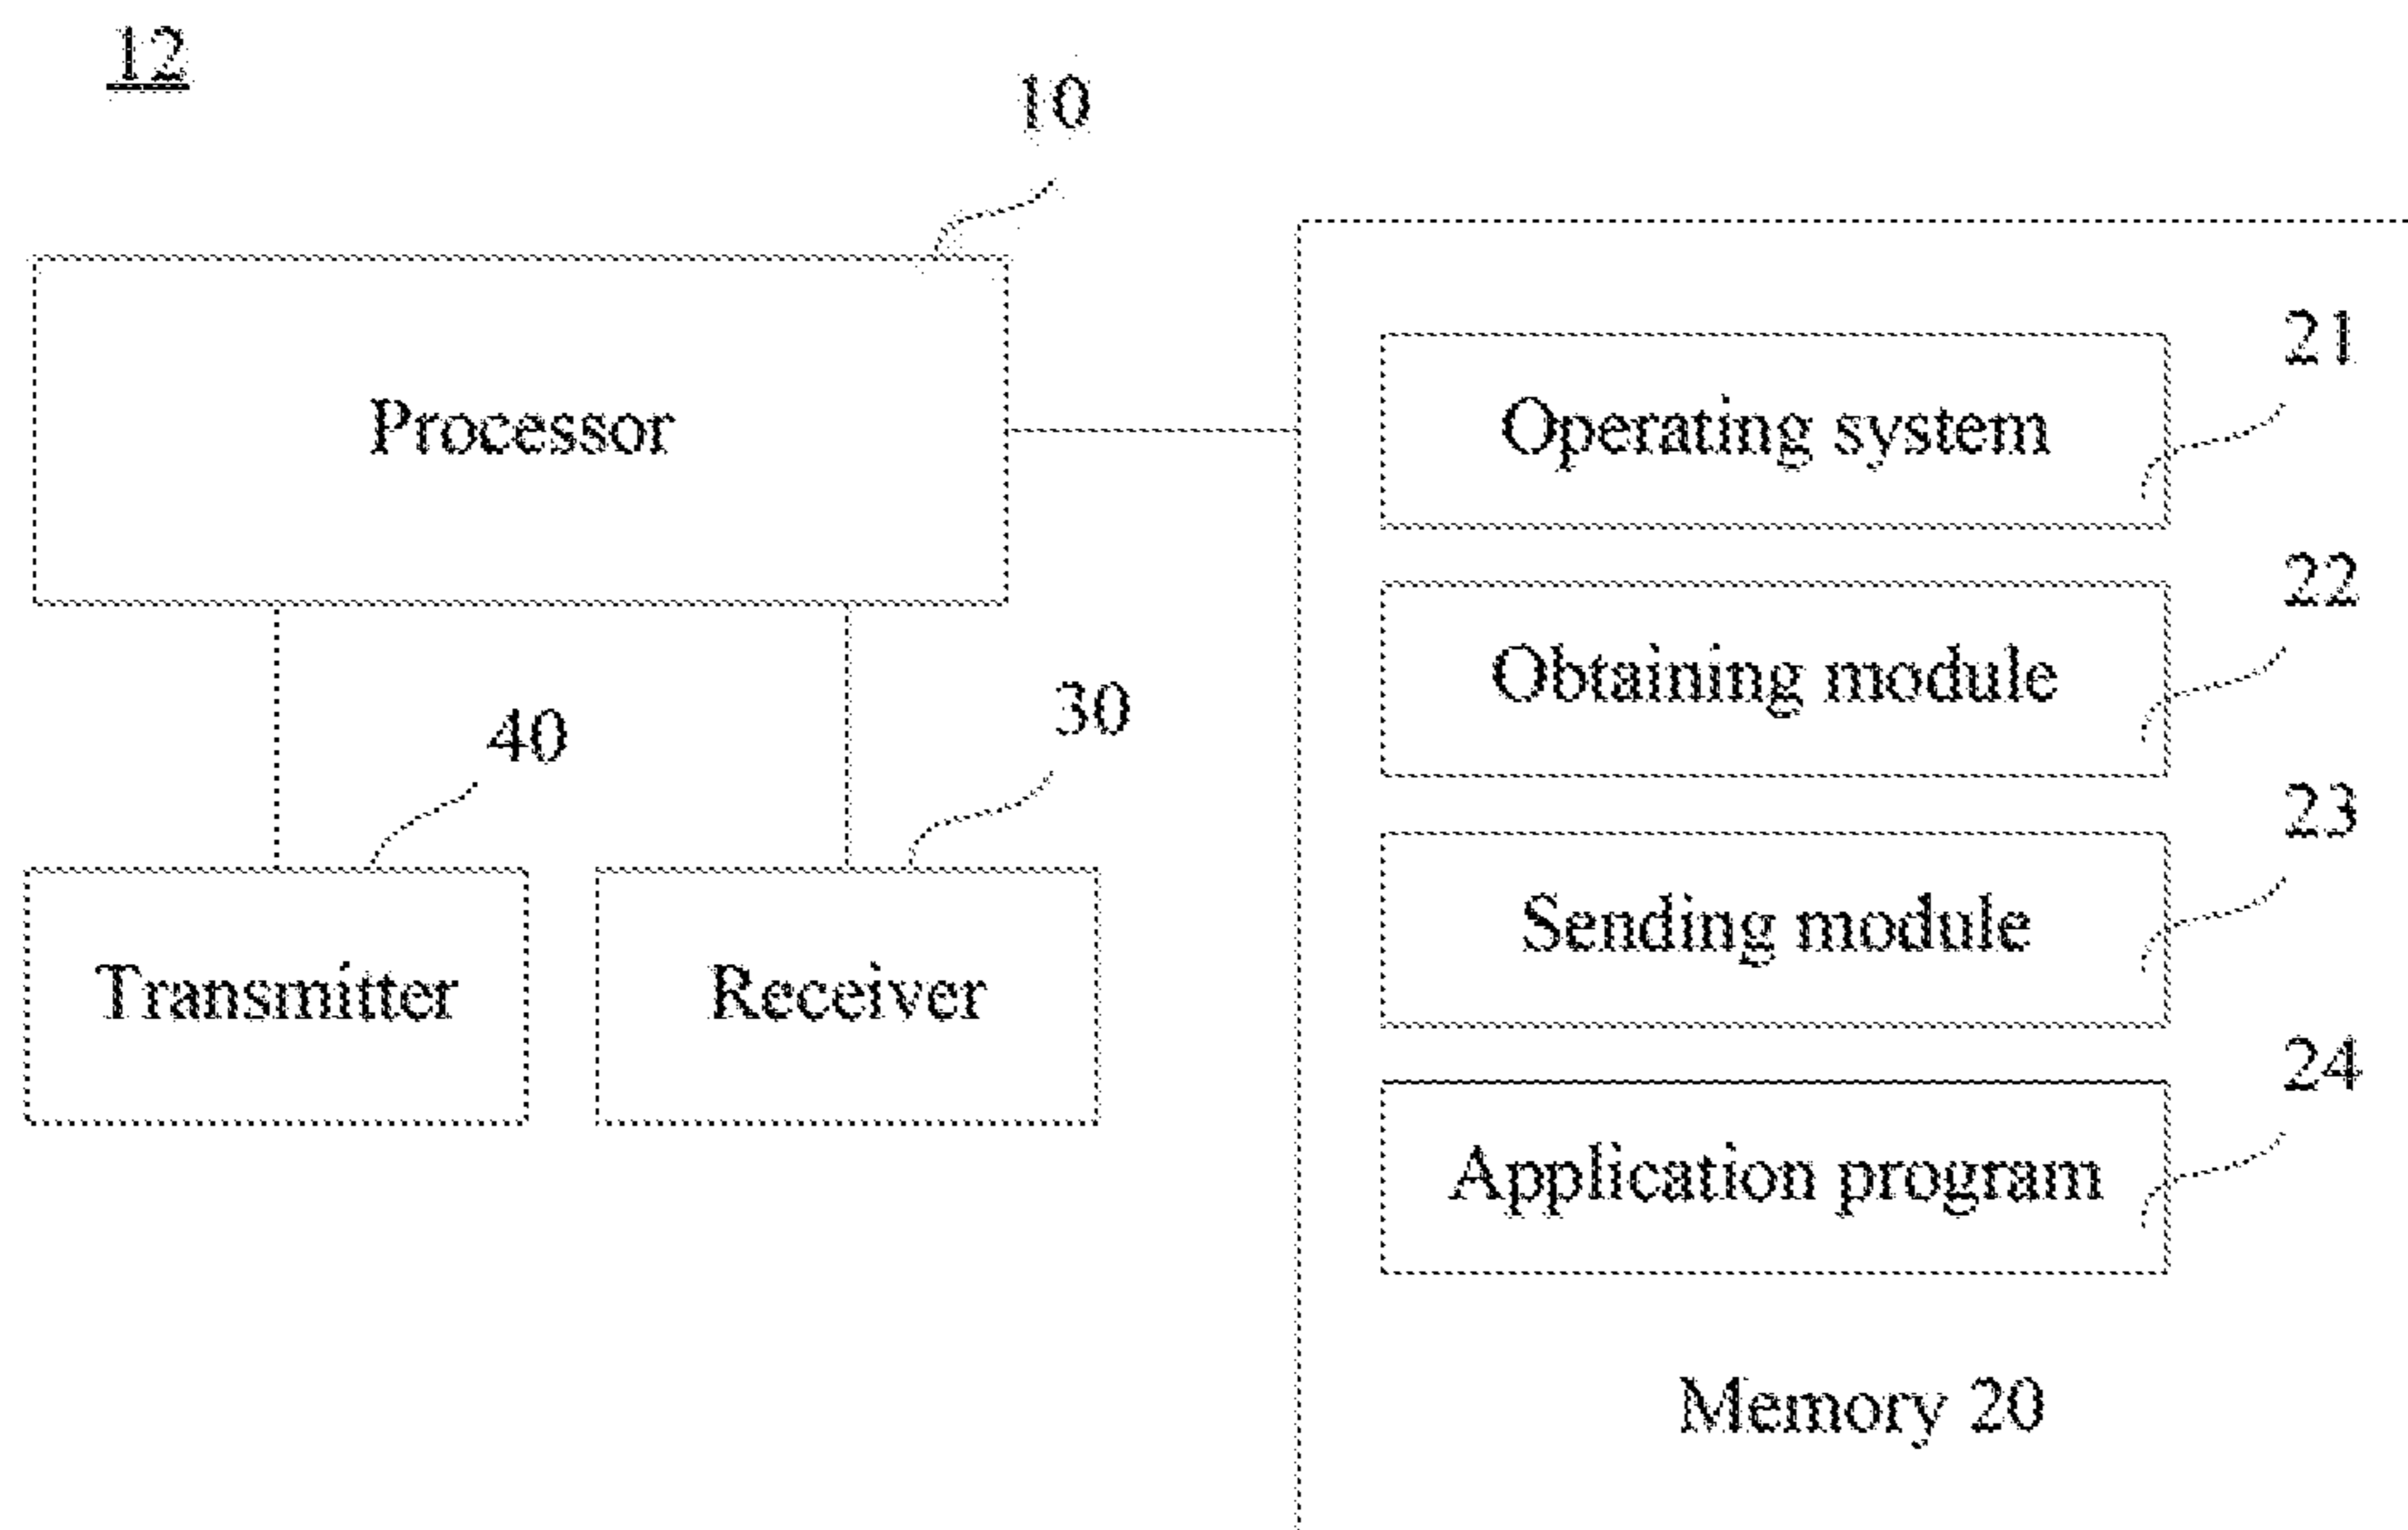 12
10
Processor
21
Operating system
22
Obtaining module
40
30
23
Transmitter
Receiver
Sending module
24
Application program
Memory 20